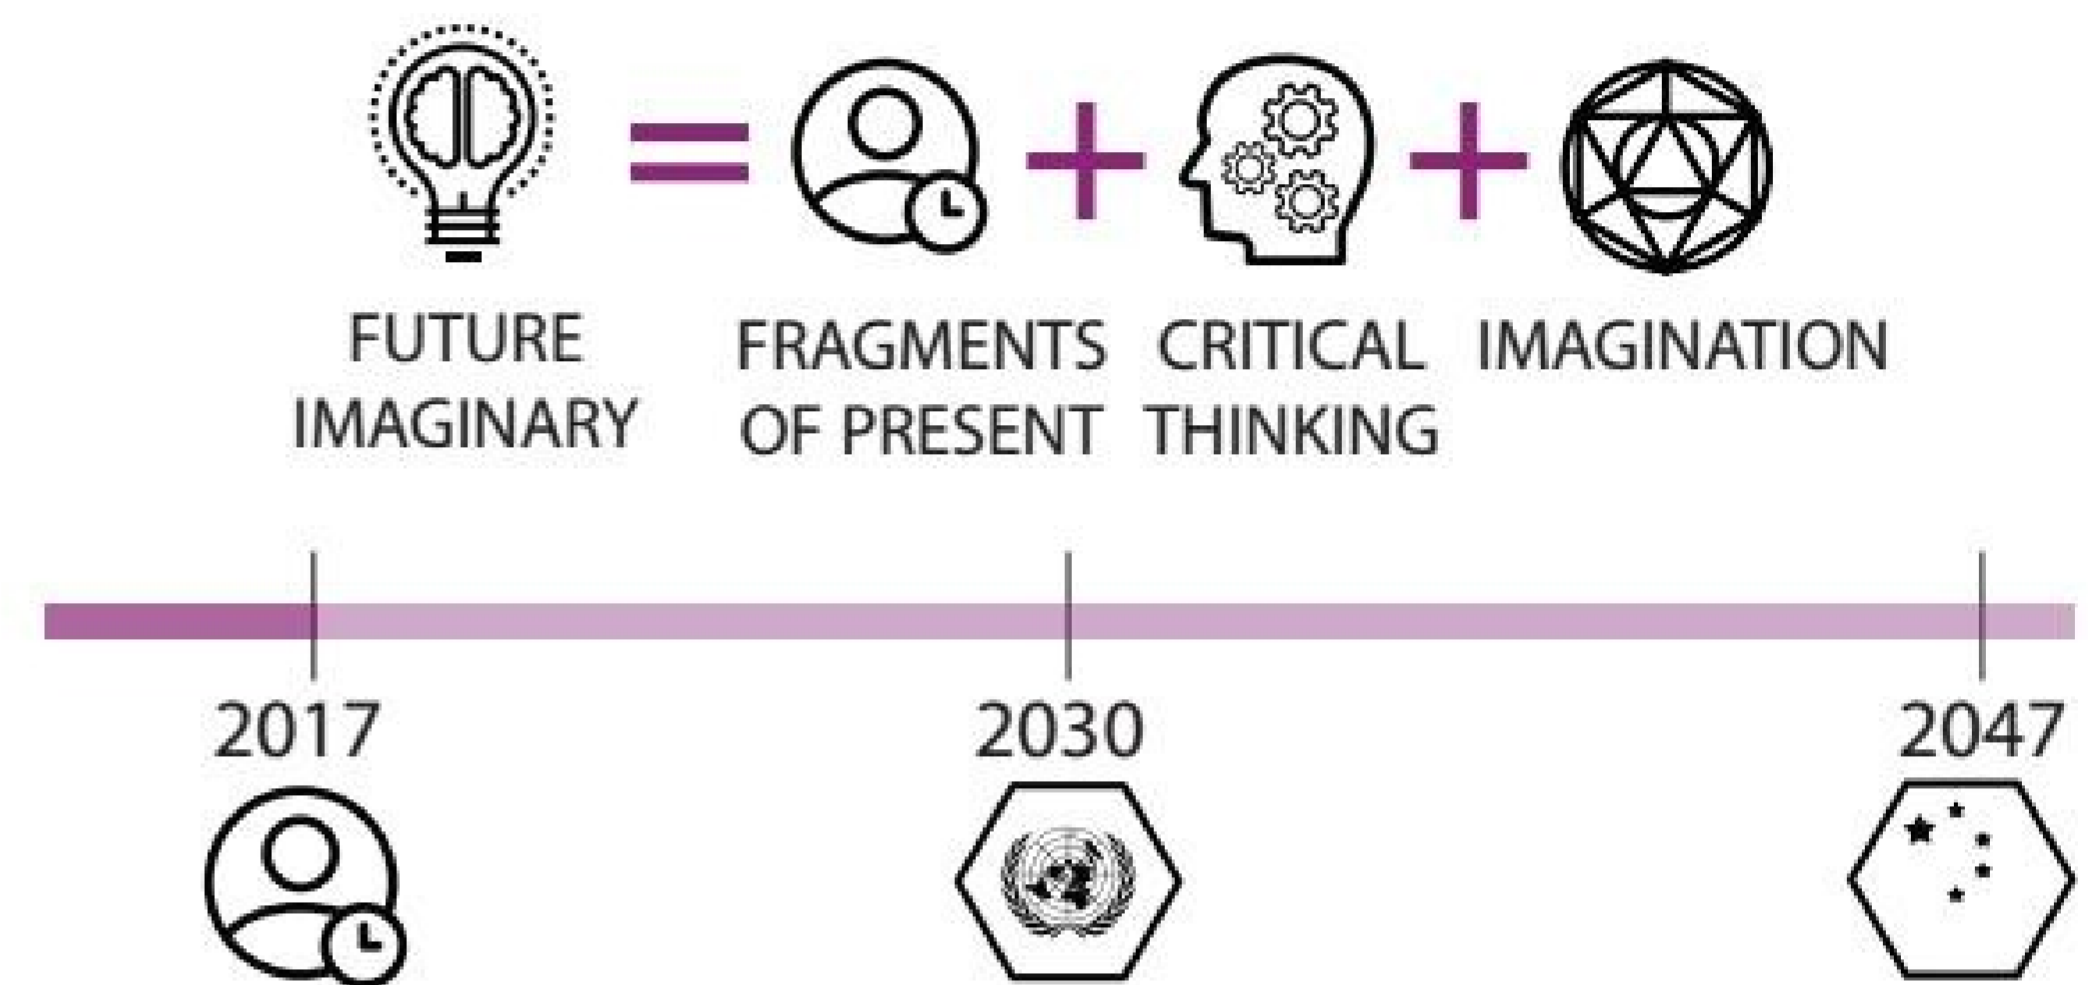 FUTURE
IMAGINARY
FRAGMENTS
OF PRESENT
CRITICAL
THINKING
IMAGINATION
2017
2030
2047